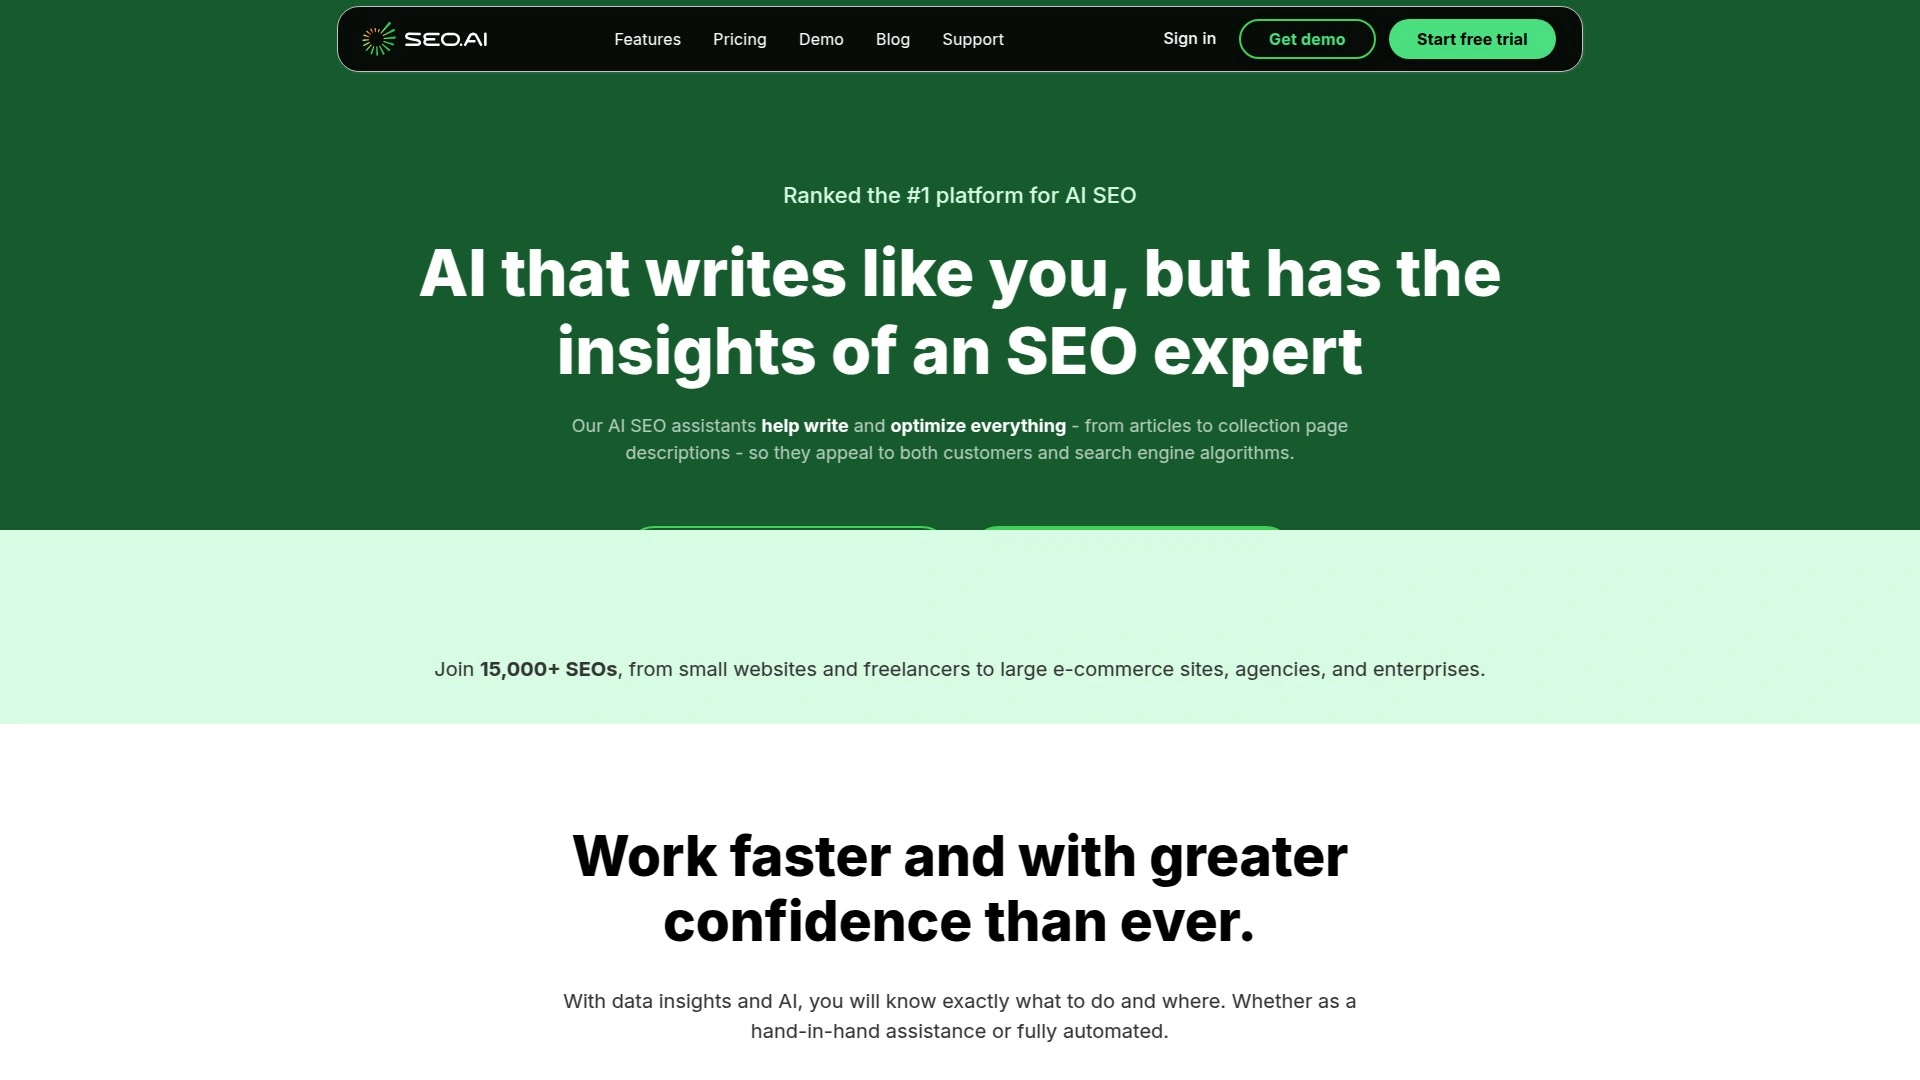 SEO.AI
Features
Pricing
Demo
Blog
Support
Sign in
Get demo
Start free trial
Ranked the #1 platform for AI SEO
AI that writes like you, but has the
insights of an SEO expert
Our AI SEO assistants help write and optimize everything - from articles to collection page
descriptions - so they appeal to both customers and search engine algorithms.
Join 15,000+ SEOs, from small websites and freelancers to large e-commerce sites, agencies, and enterprises.
Work faster and with greater
confidence than ever.
With data insights and AI, you will know exactly what to do and where. Whether as a
hand-in-hand assistance or fully automated.